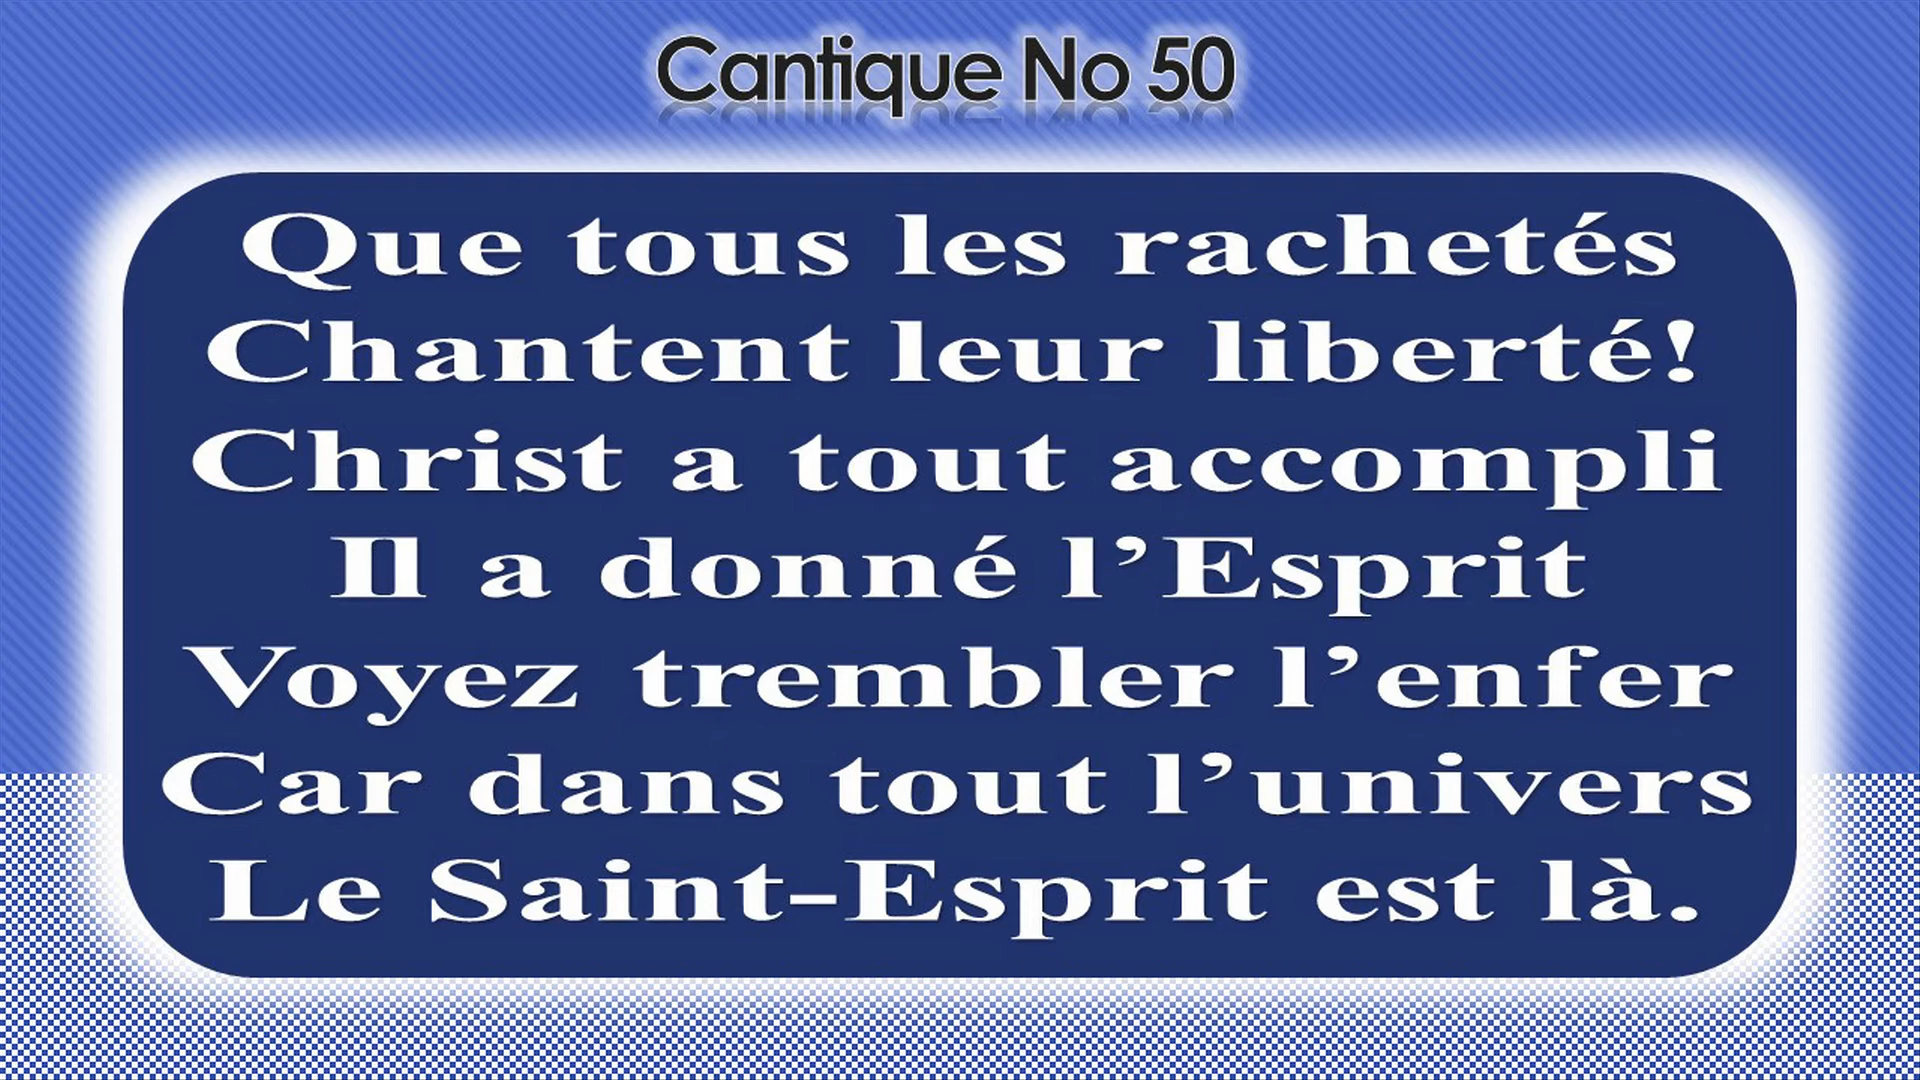 Cantique No 50
Que tous les rachetés
Chantent leur liberté!
Christ a tout accompli
Il a donné l’Esprit
Voyez trembler l’enfer
Car dans tout l’univers
Le Saint-Esprit est là.